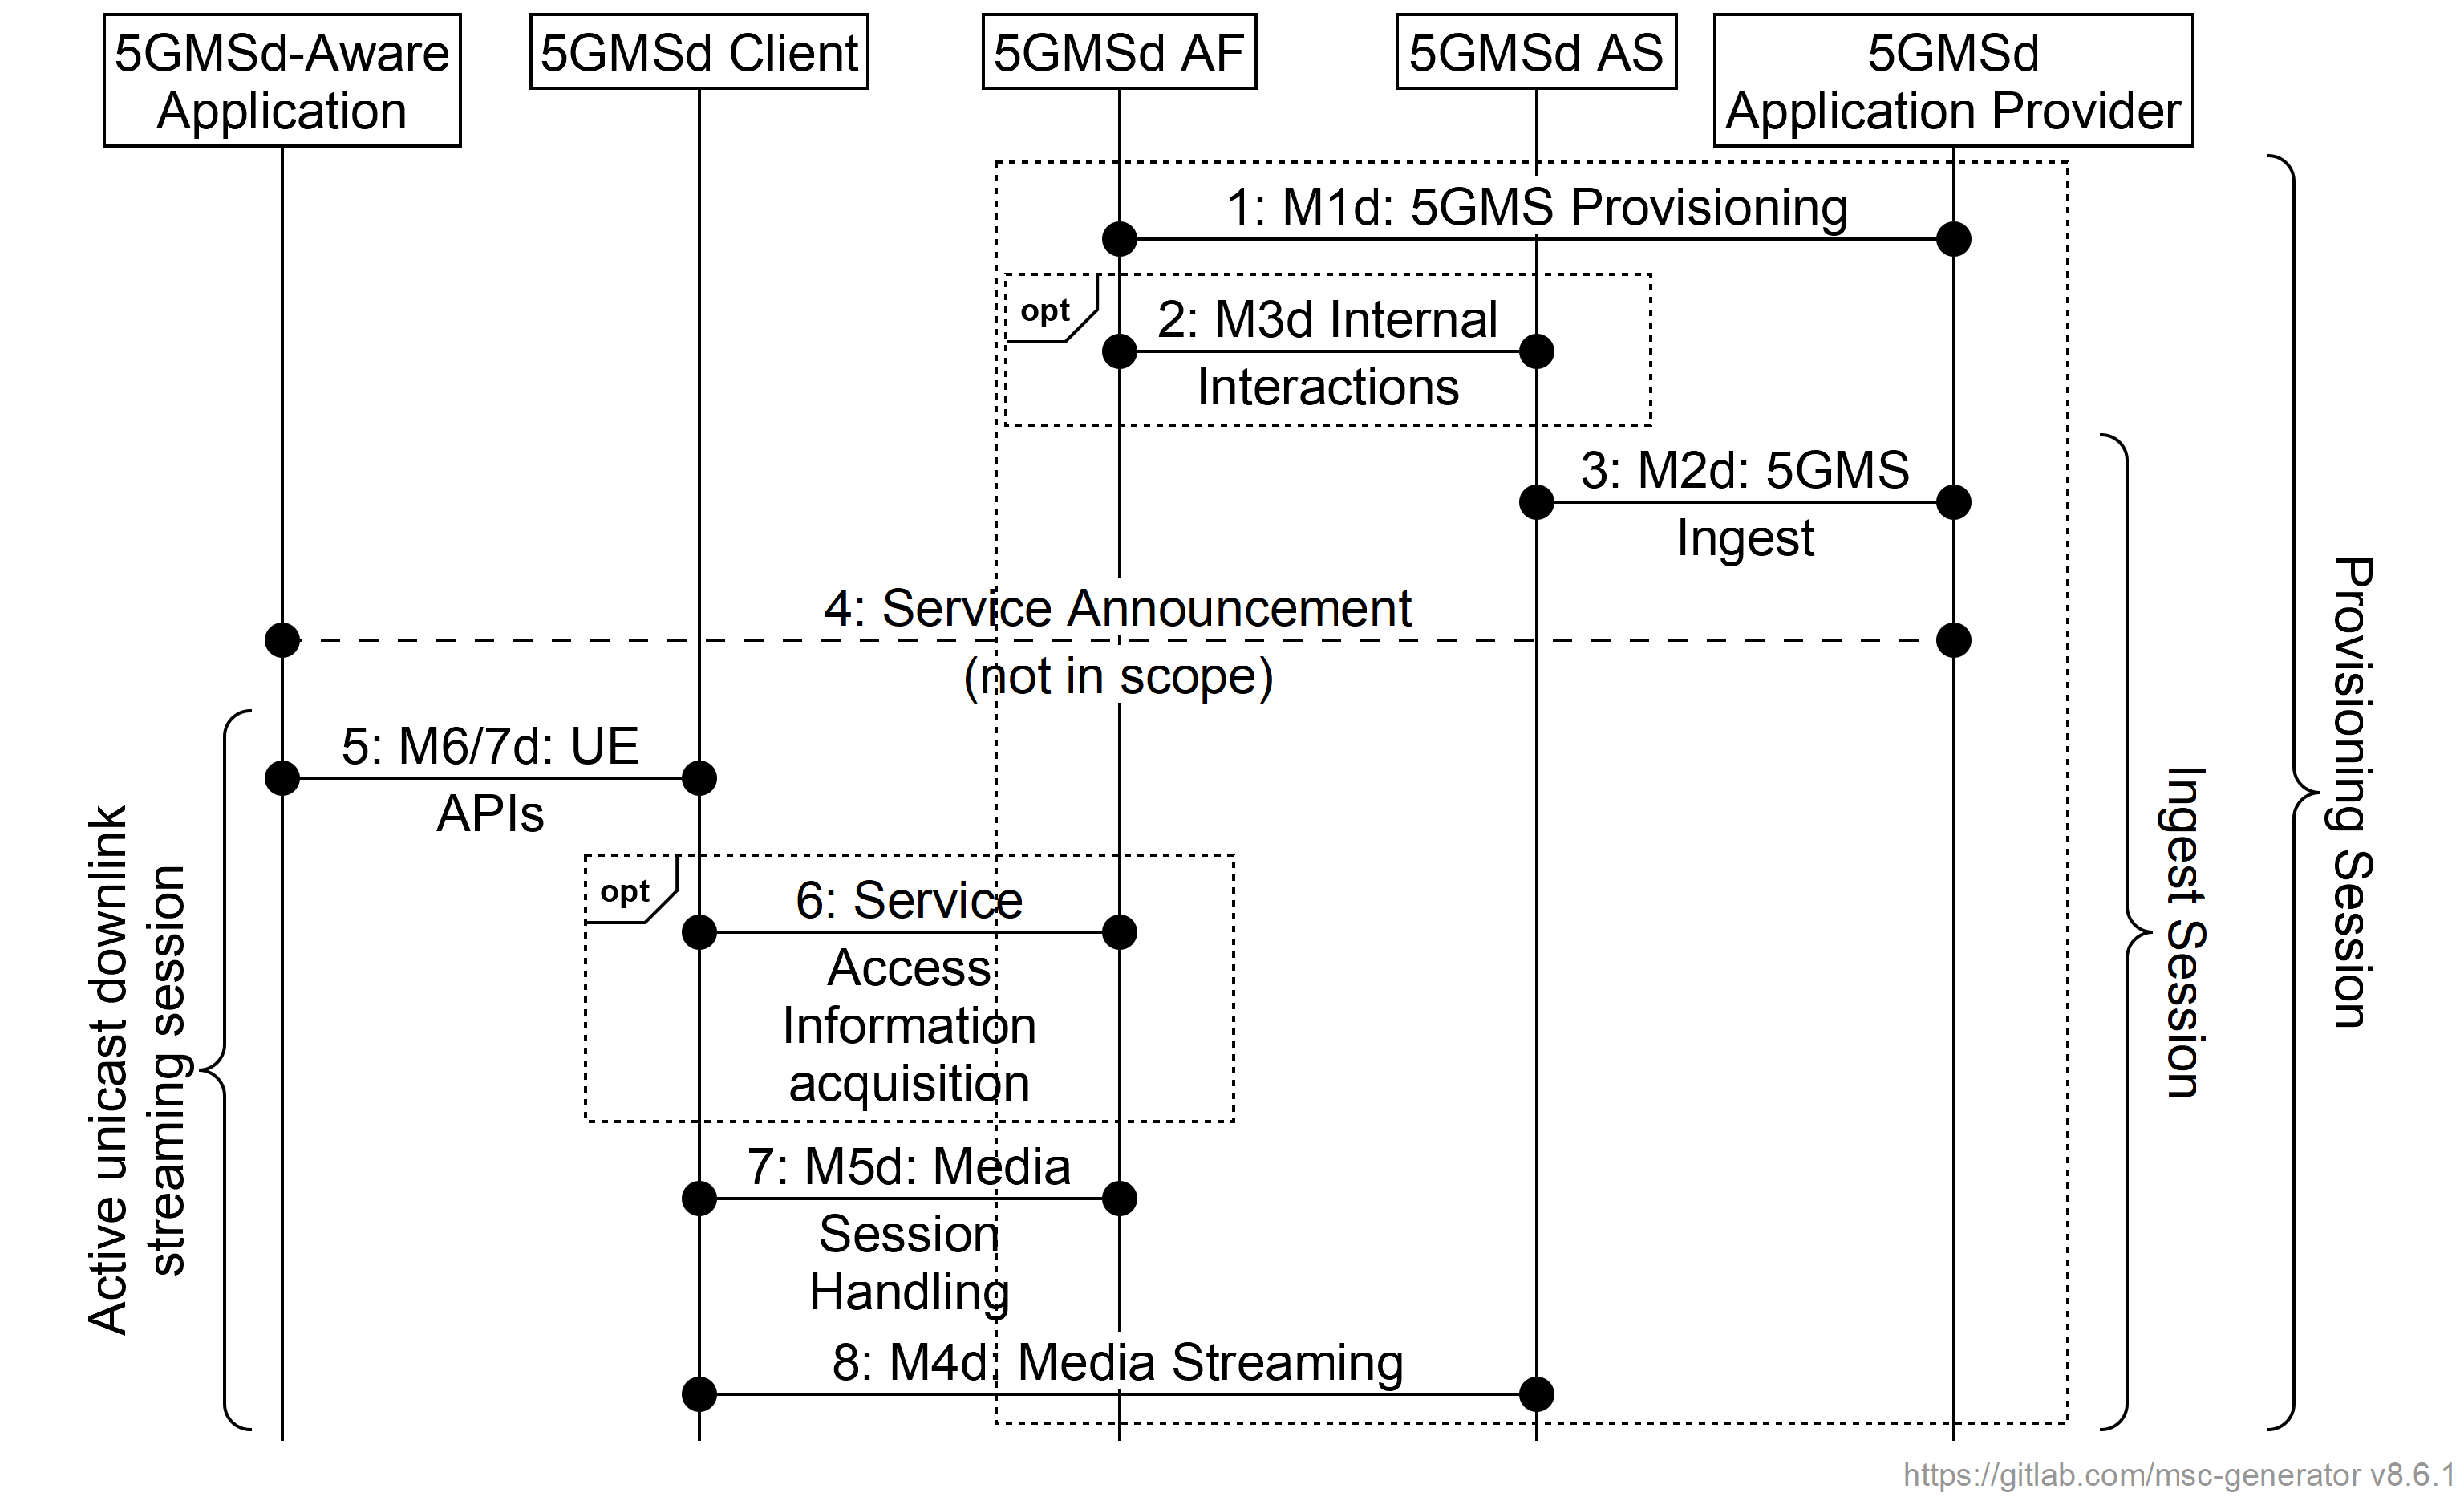 5GMSd-Aware
Application
5GMSd Client
5GMSd AF
5GMSd AS
5GMSd
Application Provider
1: M1d: 5GMS Provisioning
opt
2: M3d Internal
Interactions
3: M2d: 5GMS
Ingest
4: Service Announcement
(not in scope)
5: M6/7d: UE
APIs
opt
6: Service
Access
Information
acquisition
7: M5d: Media
Session
Handling
8: M4d: Media Streaming
Active unicast downlink
streaming session
Ingest Session
Provisioning Session
https://gitlab.com/msc-generator v8.6.1